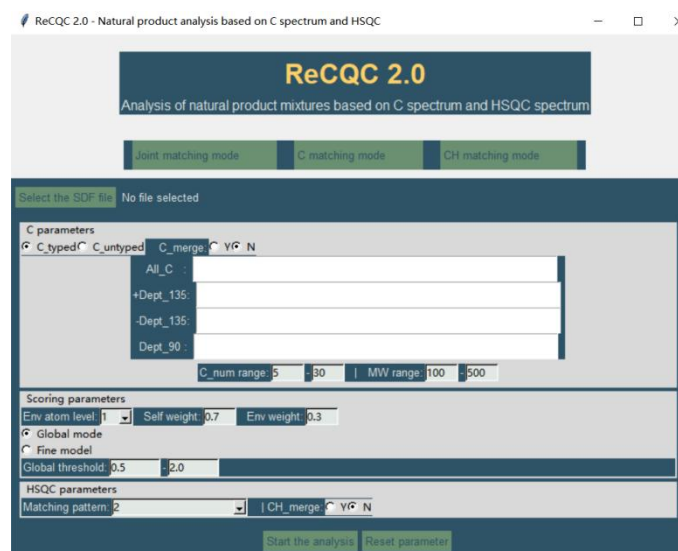 ReCQC 2.0 - Natural product analysis based on C spectrum and HSQC
ReCQC 2.0
Analysis of natural product mixtures based on C spectrum and HSQC spectrum
Joint matching mode C matching mode CH matching mode
Select the SDF file No file selected
C parameters
C_typed C_untyped C_merge: Y N
All_C :
+Dept_135:
-Dept_135:
Dept_90 :
C_num range: 5 - 30 | MW range: 100 - 500
Scoring parameters
Env atom level: 1 Self weight: 0.7 Env weight: 0.3
Global mode
Fine model
Global threshold: 0.5 - 2.0
HSQC parameters
Matching pattern: 2 | CH_merge: Y N
Start the analysis Reset parameter